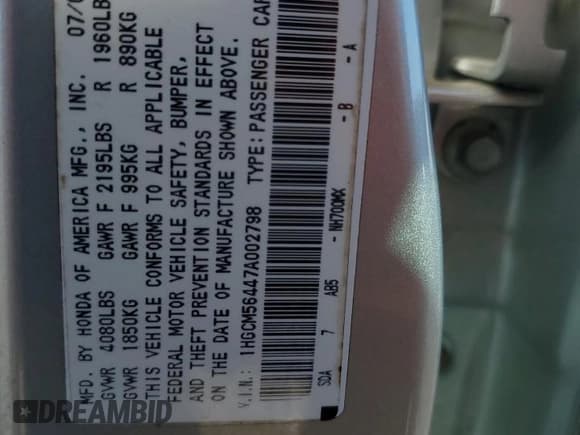 MFD. BY HONDA OF AMERICA MFG., INC. 07/0
GVWR 4080LBS GAWR F 2195LBS R 1960LB
GVWR 1850KG GAWR F 995KG R 890KG
THIS VEHICLE CONFORMS TO ALL APPLICABLE
FEDERAL MOTOR VEHICLE SAFETY, BUMPER,
AND THEFT PREVENTION STANDARDS IN EFFECT
ON THE DATE OF MANUFACTURE SHOWN ABOVE.
V.I.N.: 1HGCM56447A002798 TYPE: PASSENGER CAR
SDA 7 AB5 - NH700MX - B - A
DREAMBID